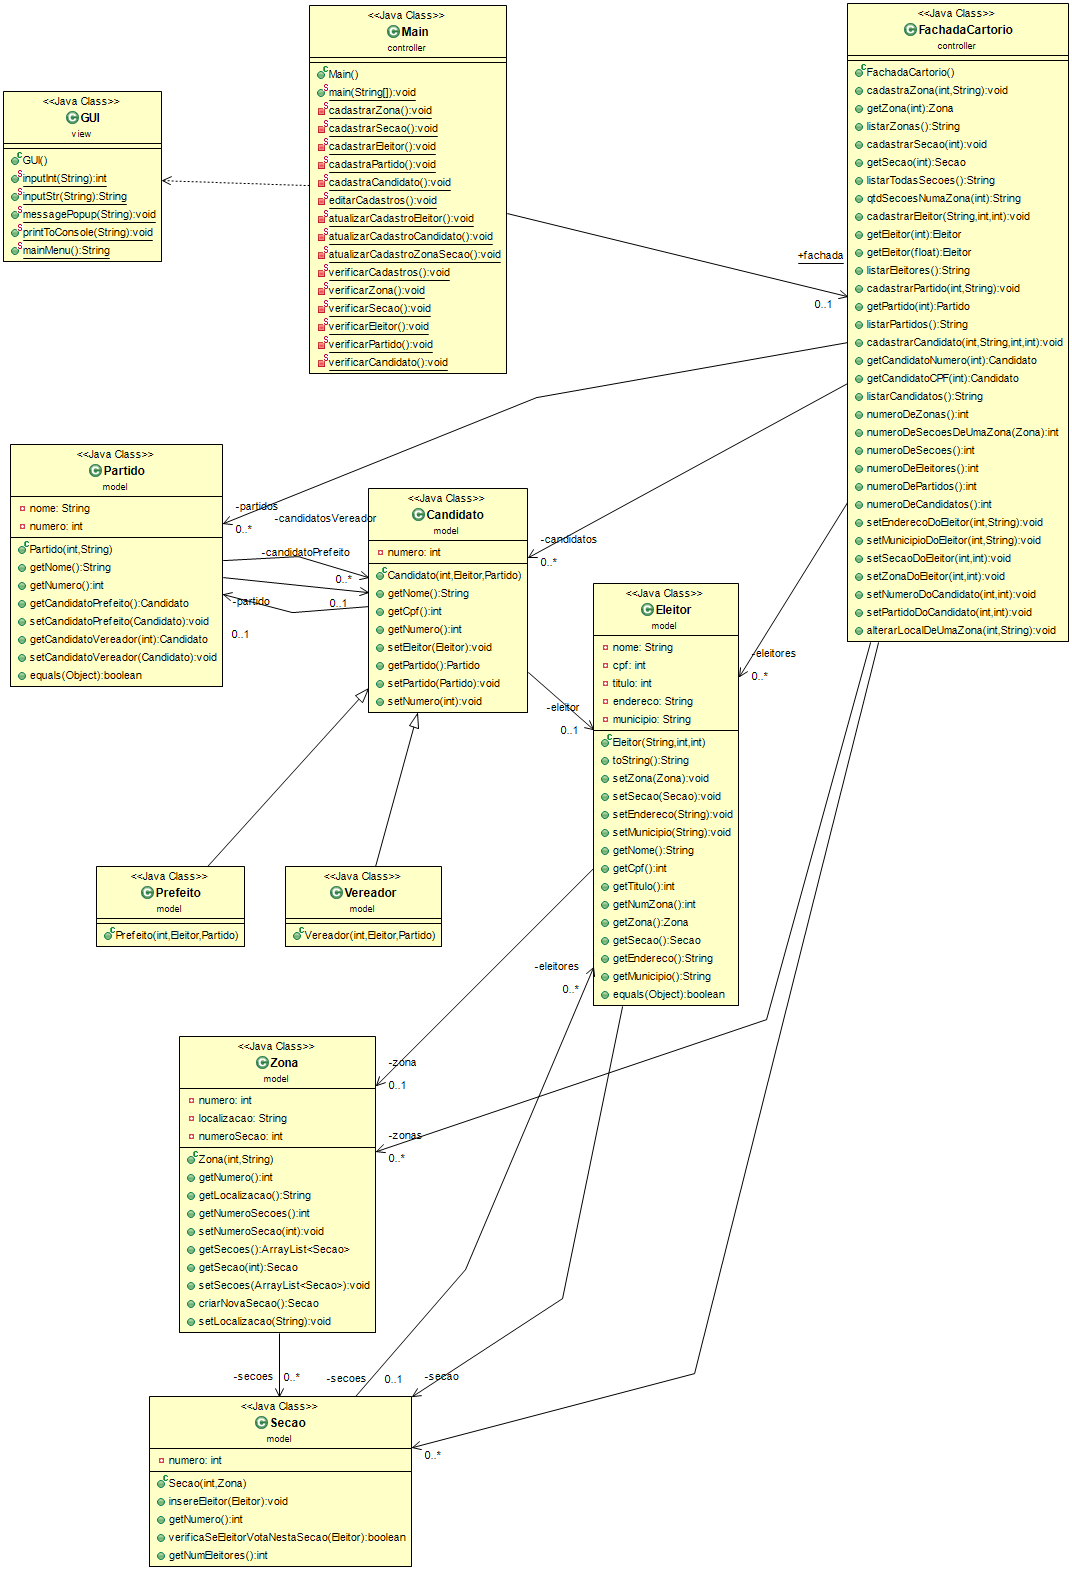 <<Java Class>>
Main
controller
Main()
main(String[]):void
cadastrarZona():void
cadastrarSecao():void
cadastrarEleitor():void
cadastraPartido():void
cadastraCandidato():void
editarCadastros():void
atualizarCadastroEleitor():void
atualizarCadastroCandidato():void
atualizarCadastroZonaSecao():void
verificarCadastros():void
verificarZona():void
verificarSecao():void
verificarEleitor():void
verificarPartido():void
verificarCandidato():void
<<Java Class>>
FachadaCartorio
controller
FachadaCartorio()
cadastraZona(int,String):void
getZona(int):Zona
listarZonas():String
cadastrarSecao(int):void
getSecao(int):Secao
listarTodasSecoes():String
qtdSecoesNumaZona(int):String
cadastrarEleitor(String,int,int):void
getEleitor(int):Eleitor
getEleitor(float):Eleitor
listarEleitores():String
cadastrarPartido(int,String):void
getPartido(int):Partido
listarPartidos():String
cadastrarCandidato(int,String,int,int):void
getCandidatoNumero(int):Candidato
getCandidatoCPF(int):Candidato
listarCandidatos():String
numeroDeZonas():int
numeroDeSecoesDeUmaZona(Zona):int
numeroDeSecoes():int
numeroDeEleitores():int
numeroDePartidos():int
numeroDeCandidatos():int
setEnderecoDoEleitor(int,String):void
setMunicipioDoEleitor(int,String):void
setSecaoDoEleitor(int,int):void
setZonaDoEleitor(int,int):void
setNumeroDoCandidato(int,int):void
setPartidoDoCandidato(int,int):void
alterarLocalDeUmaZona(int,String):void
<<Java Class>>
GUI
view
GUI()
inputInt(String):int
inputStr(String):String
messagePopup(String):void
printToConsole(String):void
mainMenu():String
+fachada
0..1
<<Java Class>>
Partido
model
nome: String
numero: int
Partido(int,String)
getNome():String
getNumero():int
getCandidatoPrefeito():Candidato
setCandidatoPrefeito(Candidato):void
getCandidatoVereador(int):Candidato
setCandidatoVereador(Candidato):void
equals(Object):boolean
-partidos
0..*
-candidatosVereador
-candidatoPrefeito
0..*
0..1
-partido
0..1
<<Java Class>>
Candidato
model
numero: int
Candidato(int,Eleitor,Partido)
getNome():String
getCpf():int
getNumero():int
setEleitor(Eleitor):void
getPartido():Partido
setPartido(Partido):void
setNumero(int):void
-candidatos
0..*
-eleitor
0..1
<<Java Class>>
Eleitor
model
nome: String
cpf: int
titulo: int
endereco: String
municipio: String
Eleitor(String,int,int)
toString():String
setZona(Zona):void
setSecao(Secao):void
setEndereco(String):void
setMunicipio(String):void
getNome():String
getCpf():int
getTitulo():int
getNumZona():int
getZona():Zona
getSecao():Secao
getEndereco():String
getMunicipio():String
equals(Object):boolean
-eleitores
0..*
<<Java Class>>
Prefeito
model
Prefeito(int,Eleitor,Partido)
<<Java Class>>
Vereador
model
Vereador(int,Eleitor,Partido)
-eleitores
0..*
<<Java Class>>
Zona
model
numero: int
localizacao: String
numeroSecao: int
Zona(int,String)
getNumero():int
getLocalizacao():String
getNumeroSecoes():int
setNumeroSecao(int):void
getSecoes():ArrayList<Secao>
getSecao(int):Secao
setSecoes(ArrayList<Secao>):void
criarNovaSecao():Secao
setLocalizacao(String):void
-zona
0..1
-zonas
0..*
-secoes
0..*
-secoes
0..1
-secao
<<Java Class>>
Secao
model
numero: int
Secao(int,Zona)
insereEleitor(Eleitor):void
getNumero():int
verificaSeEleitorVotaNestaSecao(Eleitor):boolean
getNumEleitores():int
0..*